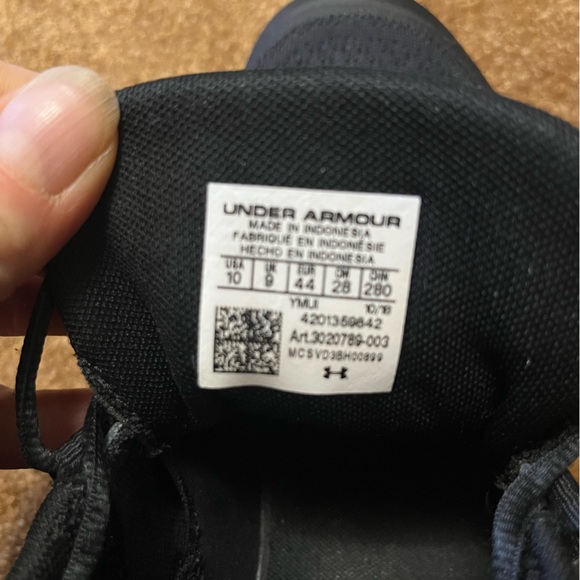 UNDER ARMOUR
MADE IN INDONESIA
FABRIQUÉ EN INDONÉSIE
HECHO EN INDONESIA
USA UK EUR CM CHN
10 9 44 28 280
YMUI 10/18
4201359842
Art.3020789-003
MCSVD3BH00899